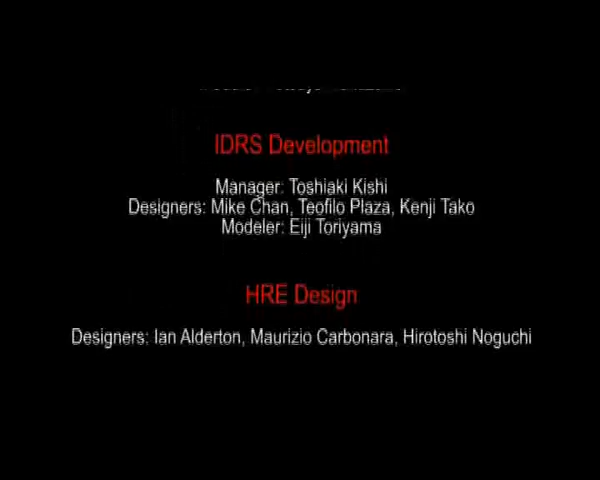 IDRS Development
Manager: Toshiaki Kishi
Designers: Mike Chan, Teofilo Plaza, Kenji Tako
Modeler: Eiji Toriyama
HRE Design
Designers: Ian Alderton, Maurizio Carbonara, Hirotoshi Noguchi